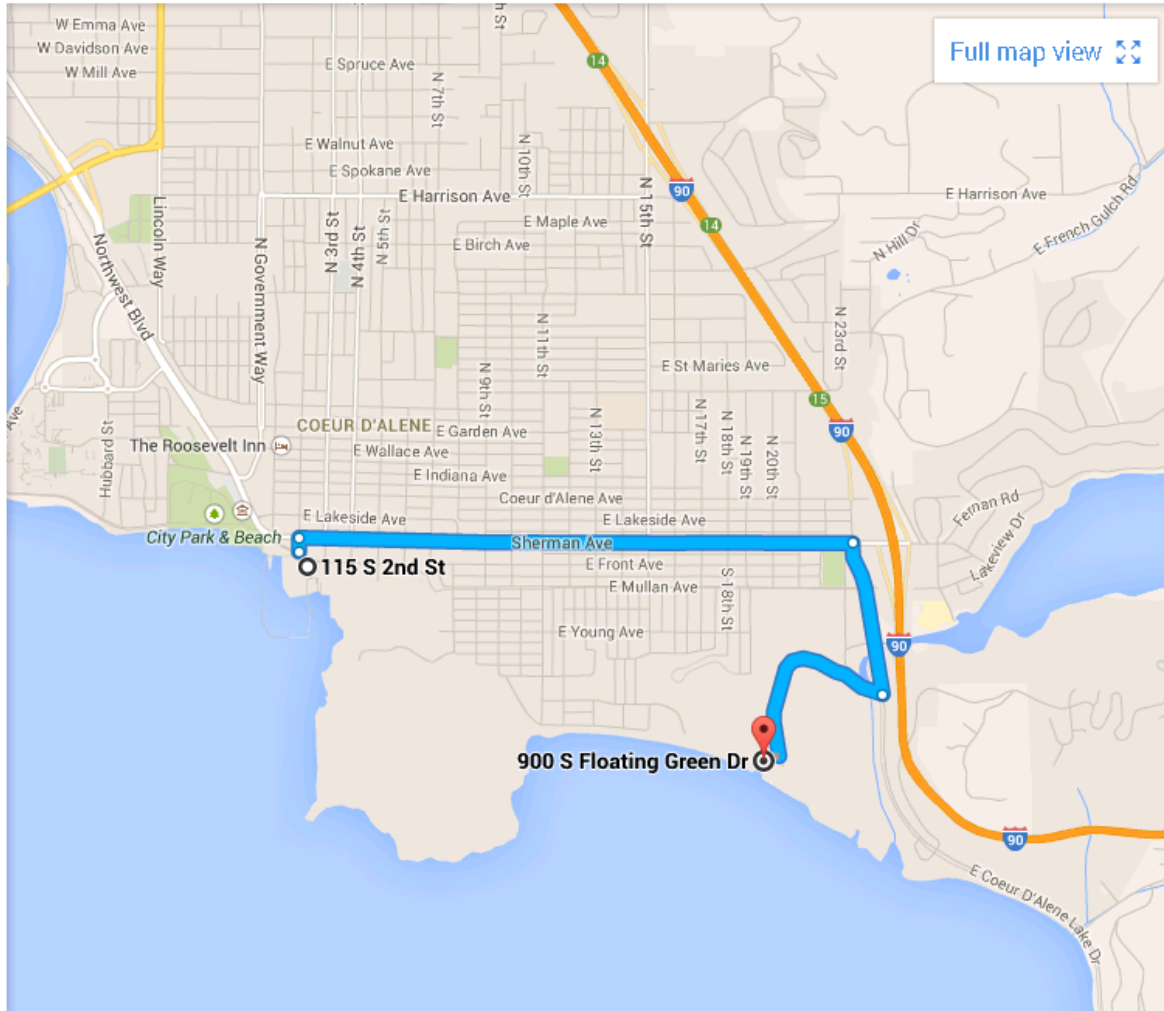 W Emma Ave
W Davidson Ave
W Mill Ave
E Spruce Ave
N 7th St
14
Full map view
E Walnut Ave
E Spokane Ave
N 10th St
E Harrison Ave
N 15th St
90
E Harrison Ave
E French Gulch Rd
Lincoln Way
N Government Way
N 3rd St
N 4th St
N 5th St
E Maple Ave
E Birch Ave
14
N Hill Dr
Northwest Blvd
N 11th St
N 23rd St
E St Maries Ave
N 9th St
15
90
Ave
Hubbard St
The Roosevelt Inn
COEUR D'ALENE
E Garden Ave
E Wallace Ave
E Indiana Ave
N 13th St
N 17th St
N 18th St
N 19th St
N 20th St
Coeur d'Alene Ave
E Lakeside Ave
E Lakeside Ave
Fernan Rd
Lakeview Dr
City Park & Beach
Sherman Ave
115 S 2nd St
E Front Ave
E Mullan Ave
S 18th St
E Young Ave
90
900 S Floating Green Dr
90
E Coeur D'Alene Lake Dr